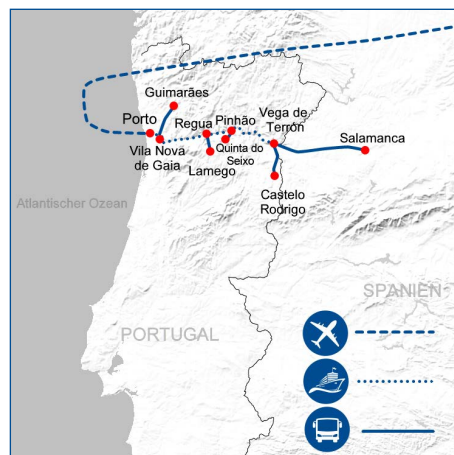 Guimarães
Porto
Regua
Pinhão
Vega de
Terrón
Vila Nova
de Gaia
Quinta do
Seixo
Salamanca
Lamego
Castelo
Rodrigo
Atlantischer Ozean
SPANIEN
PORTUGAL